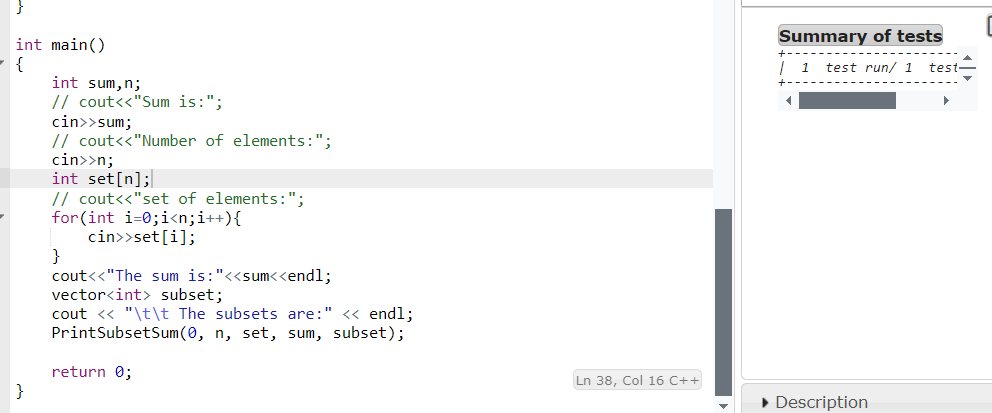 }
int main()
{
    int sum,n;
    // cout<<"Sum is:";
    cin>>sum;
    // cout<<"Number of elements:";
    cin>>n;
    int set[n];
    // cout<<"set of elements:";
    for(int i=0;i<n;i++){
        cin>>set[i];
    }
    cout<<"The sum is:"<<sum<<endl;
    vector<int> subset;
    cout << "\t\t The subsets are:" << endl;
    PrintSubsetSum(0, n, set, sum, subset);
    return 0;
}
Ln 38, Col 16 C++
Summary of tests
+--------------------
| 1 test run/ 1 test
+--------------------
Description